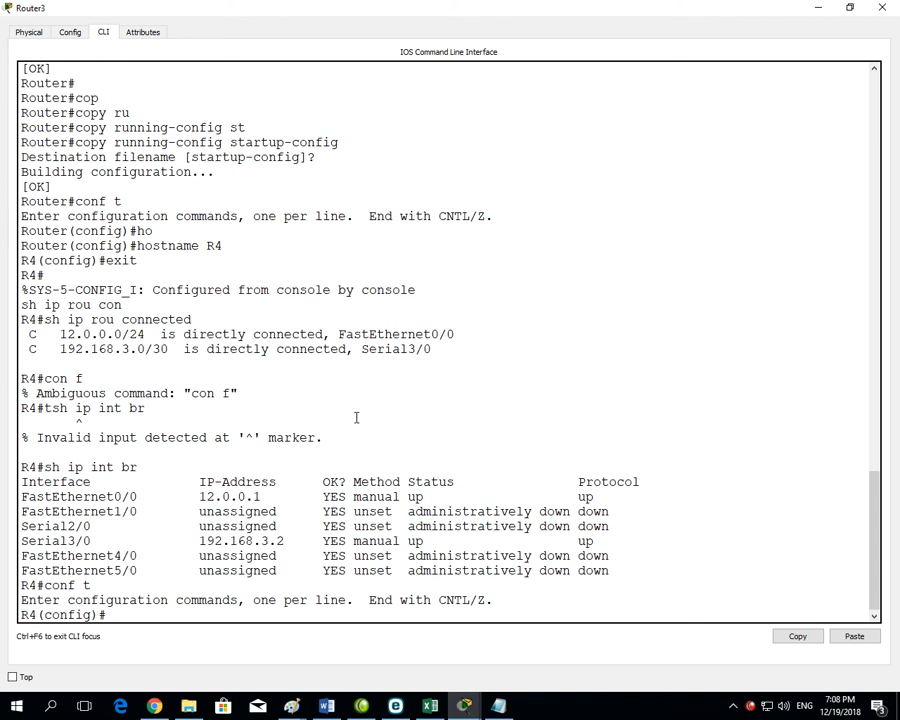 Router3
Physical Config CLI Attributes
IOS Command Line Interface
[OK]
Router#
Router#cop
Router#copy ru
Router#copy running-config st
Router#copy running-config startup-config
Destination filename [startup-config]?
Building configuration...
[OK]
Router#conf t
Enter configuration commands, one per line.  End with CNTL/Z.
Router(config)#ho
Router(config)#hostname R4
R4(config)#exit
R4#
%SYS-5-CONFIG_I: Configured from console by console
sh ip rou con
R4#sh ip rou connected
 C   12.0.0.0/24  is directly connected, FastEthernet0/0
 C   192.168.3.0/30  is directly connected, Serial3/0
R4#con f
% Ambiguous command: "con f"
R4#tsh ip int br
^
% Invalid input detected at '^' marker.
R4#sh ip int br
Interface IP-Address OK? Method Status Protocol
FastEthernet0/0 12.0.0.1 YES manual up up
FastEthernet1/0 unassigned YES unset administratively down down
Serial2/0 unassigned YES unset administratively down down
Serial3/0 192.168.3.2 YES manual up up
FastEthernet4/0 unassigned YES unset administratively down down
FastEthernet5/0 unassigned YES unset administratively down down
R4#conf t
Enter configuration commands, one per line.  End with CNTL/Z.
R4(config)#
Ctrl+F6 to exit CLI focus
Copy Paste
Top
7:08 PM
12/19/2018
3